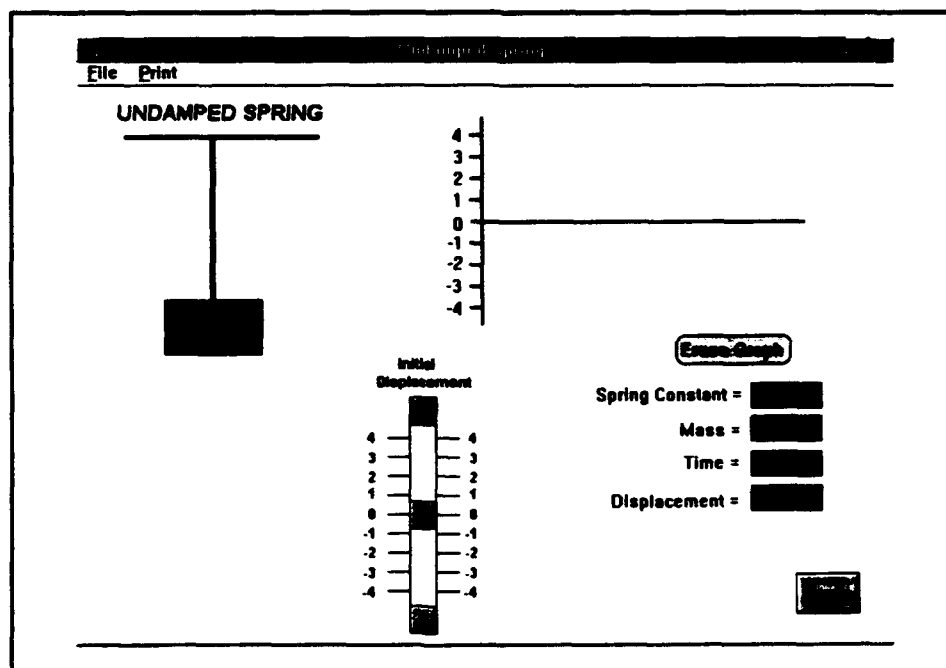 File Print
UNDAMPED SPRING
4
3
2
1
0
-1
-2
-3
-4
Erase Graph
Initial
Displacement
4 4
3 3
2 2
1 1
0 0
-1 -1
-2 -2
-3 -3
-4 -4
Spring Constant =
Mass =
Time =
Displacement =